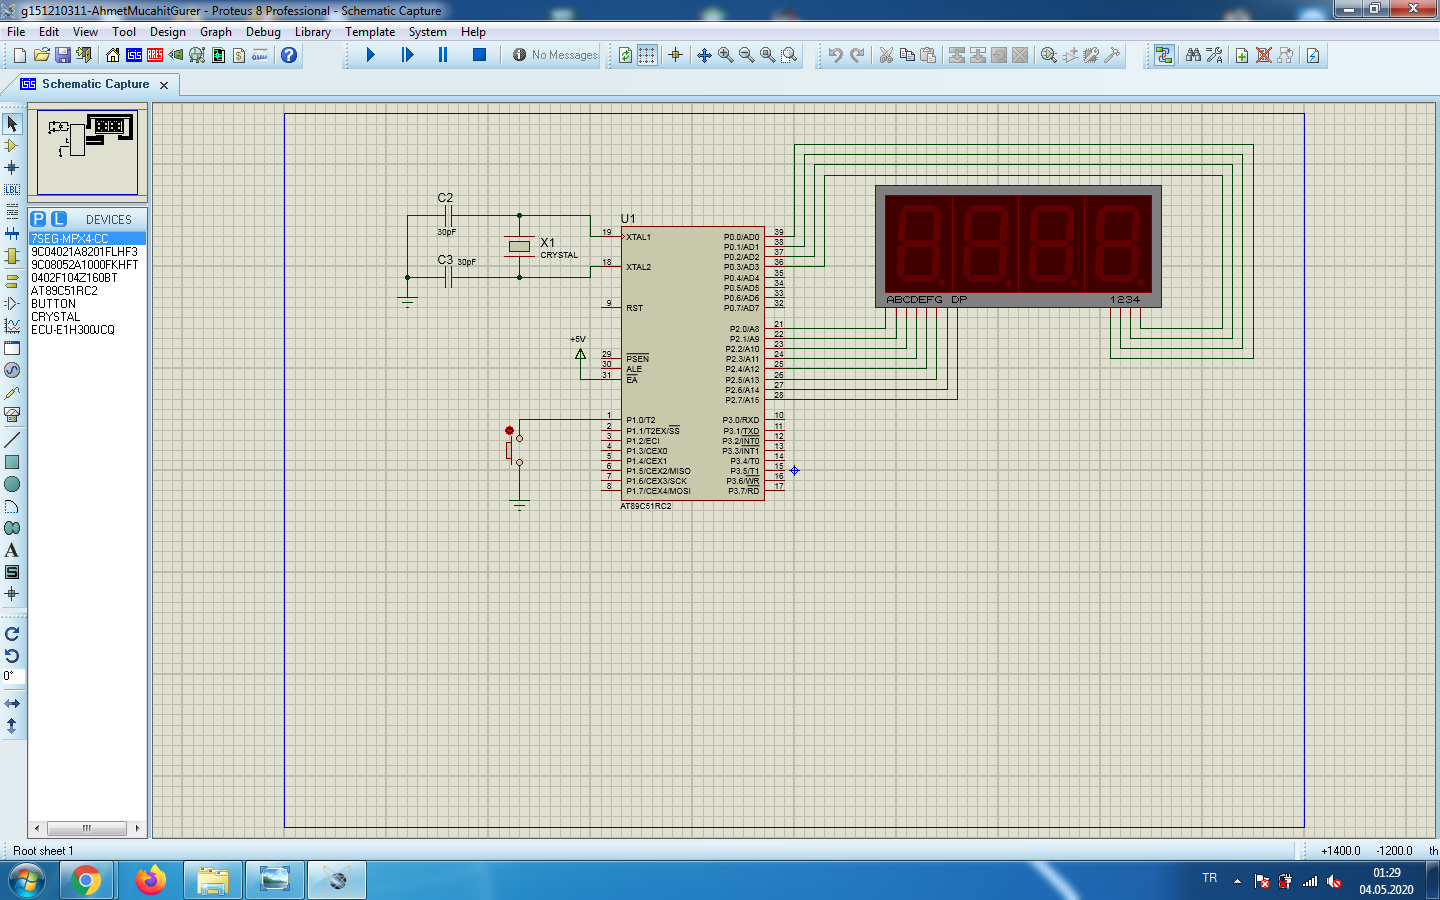 g151210311-AhmetMucahitGurer - Proteus 8 Professional - Schematic Capture
File Edit View Tool Design Graph Debug Library Template System Help
No Messages
Schematic Capture
P L DEVICES
7SEG-MPX4-CC
9C04021A8201FLHF3
9C08052A1000FKHFT
0402F104Z160BT
AT89C51RC2
BUTTON
CRYSTAL
ECU-E1H300JCQ
LBL
A
S
0°
C2
30pF
C3 30pF
X1
CRYSTAL
+5V
U1
19 XTAL1
18 XTAL2
9 RST
29 PSEN
30 ALE
31 EA
1 P1.0/T2
2 P1.1/T2EX/SS
3 P1.2/ECI
4 P1.3/CEX0
5 P1.4/CEX1
6 P1.5/CEX2/MISO
7 P1.6/CEX3/SCK
8 P1.7/CEX4/MOSI
P0.0/AD0 39
P0.1/AD1 38
P0.2/AD2 37
P0.3/AD3 36
P0.4/AD4 35
P0.5/AD5 34
P0.6/AD6 33
P0.7/AD7 32
P2.0/A8 21
P2.1/A9 22
P2.2/A10 23
P2.3/A11 24
P2.4/A12 25
P2.5/A13 26
P2.6/A14 27
P2.7/A15 28
P3.0/RXD 10
P3.1/TXD 11
P3.2/INT0 12
P3.3/INT1 13
P3.4/T0 14
P3.5/T1 15
P3.6/WR 16
P3.7/RD 17
AT89C51RC2
ABCDEFG DP 1234
Root sheet 1
+1400.0 -1200.0 th
TR
01:29
04.05.2020